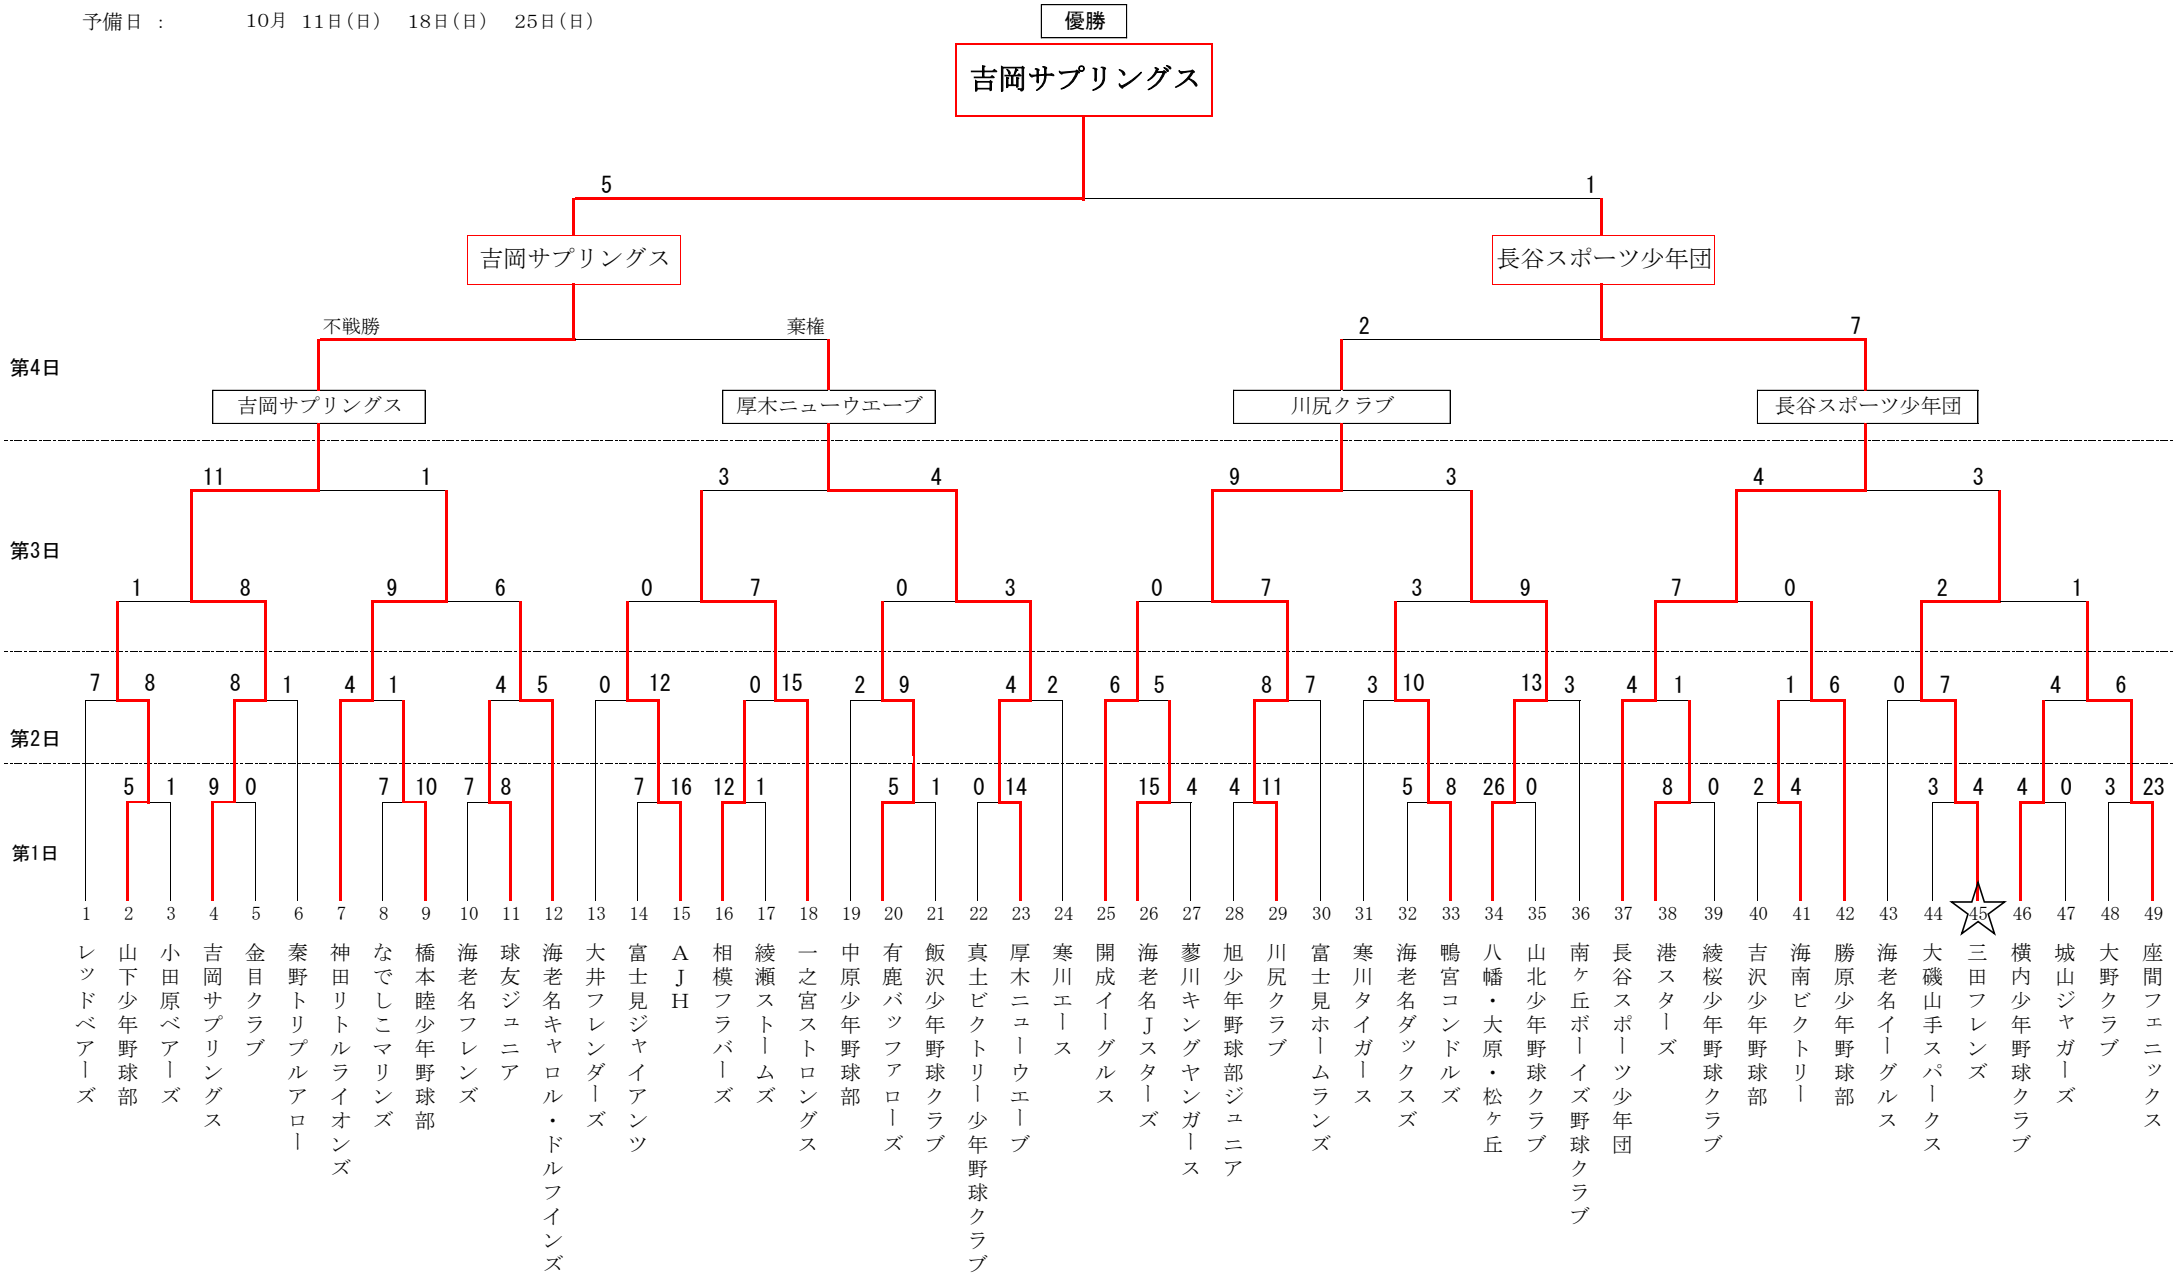 予備日 : 10月 11日(日) 18日(日) 25日(日)
優勝
吉岡サプリングス
5 1
吉岡サプリングス 長谷スポーツ少年団
不戦勝 棄権 2 7
第4日
吉岡サプリングス 厚木ニューウエーブ 川尻クラブ 長谷スポーツ少年団
11 1 3 4 9 3 4 3
第3日
1 8 9 6 0 7 0 3 0 7 3 9 7 0 2 1
7 8 8 1 4 1 4 5 0 12 0 15 2 9 4 2 6 5 8 7 3 10 13 3 4 1 1 6 0 7 4 6
第2日
5 1 9 0 7 10 7 8 7 16 12 1 5 1 0 14 15 4 4 11 5 8 26 0 8 0 2 4 3 4 4 0 3 23
第1日
1 2 3 4 5 6 7 8 9 10 11 12 13 14 15 16 17 18 19 20 21 22 23 24 25 26 27 28 29 30 31 32 33 34 35 36 37 38 39 40 41 42 43 44 45 46 47 48 49
レッドベアーズ
山下少年野球部
小田原ベアーズ
吉岡サプリングス
金目クラブ
秦野トリプルアロー
神田リトルライオンズ
なでしこマリンズ
橋本睦少年野球部
海老名フレンズ
球友ジュニア
海老名キャロル・ドルフインズ
大井フレンダーズ
富士見ジャイアンツ
AJH
相模フラバーズ
綾瀬ストームズ
一之宮ストロングス
中原少年野球部
有鹿バッファローズ
飯沢少年野球クラブ
真土ビクトリー少年野球クラブ
厚木ニューウエーブ
寒川エース
開成イーグルス
海老名Jスターズ
蓼川キングヤンガース
旭少年野球部ジュニア
川尻クラブ
富士見ホームランズ
寒川タイガース
海老名ダックスズ
鴨宮コンドルズ
八幡・大原・松ヶ丘
山北少年野球クラブ
南ヶ丘ボーイズ野球クラブ
長谷スポーツ少年団
港スターズ
綾桜少年野球クラブ
吉沢少年野球部
海南ビクトリー
勝原少年野球部
海老名イーグルス
大磯山手スパークス
三田フレンズ
横内少年野球クラブ
城山ジャガーズ
大野クラブ
座間フェニックス